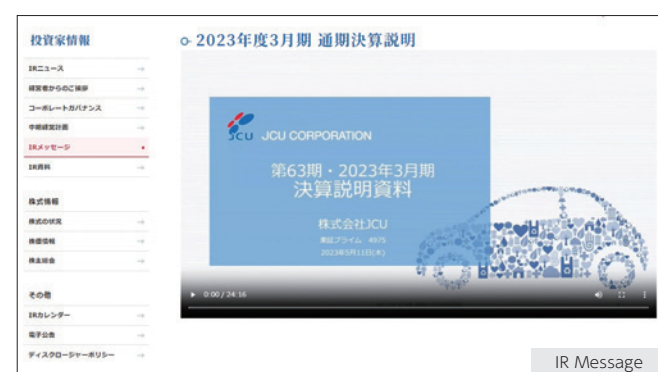 投資家情報
IRニュース
経営者からのご挨拶
コーポレートガバナンス
中期経営計画
IRメッセージ
IR資料
株式情報
株式の状況
株価情報
株主総会
その他
IRカレンダー
電子公告
ディスクロージャーポリシー
2023年度3月期 通期決算説明
JCU
JCU CORPORATION
第63期・2023年3月期
決算説明資料
株式会社JCU
東証プライム 4975
2023年5月11日(木)
0:00 / 24:16
IR Message